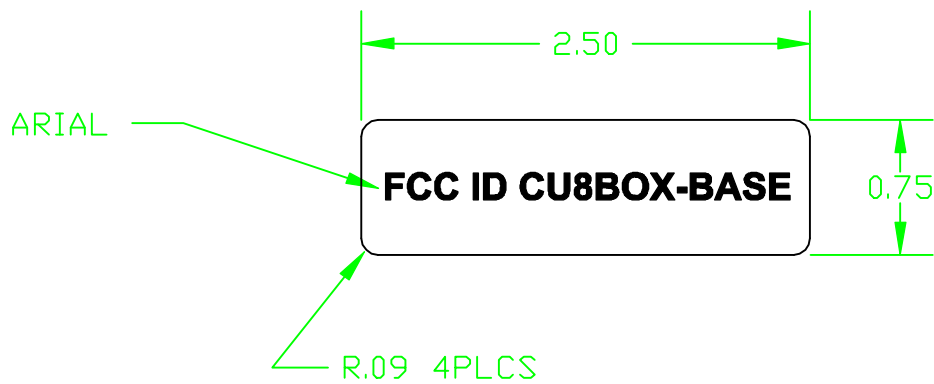 2.50
ARIAL
FCC ID CU8BOX-BASE
0.75
R.09 4PLCS